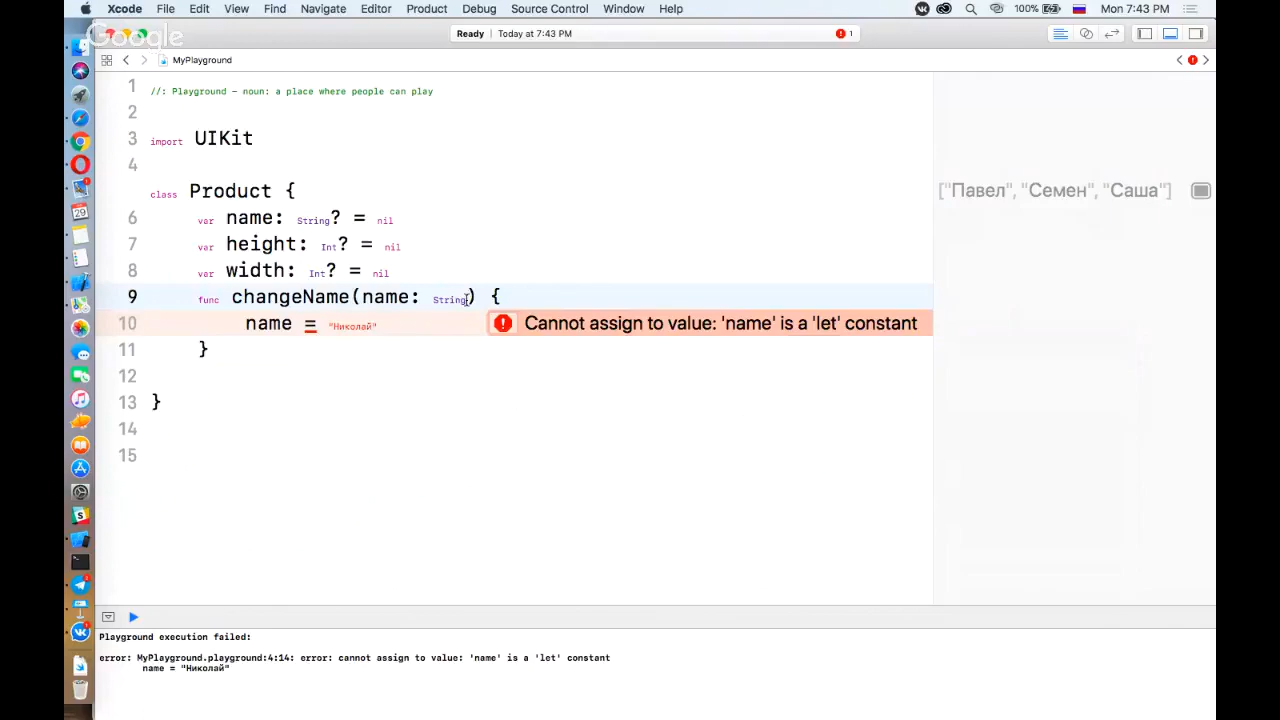 Xcode File Edit View Find Navigate Editor Product Debug Source Control Window Help 100% Mon 7:43 PM
Google
Ready Today at 7:43 PM 1
MyPlayground
1 //: Playground - noun: a place where people can play
2
3 import UIKit
4
class Product { ["Павел", "Семен", "Саша"]
6 var name: String? = nil
7 var height: Int? = nil
8 var width: Int? = nil
9 func changeName(name: String) {
10 name = "Николай" Cannot assign to value: 'name' is a 'let' constant
11 }
12
13 }
14
15
Playground execution failed:
error: MyPlayground.playground:4:14: error: cannot assign to value: 'name' is a 'let' constant
name = "Николай"